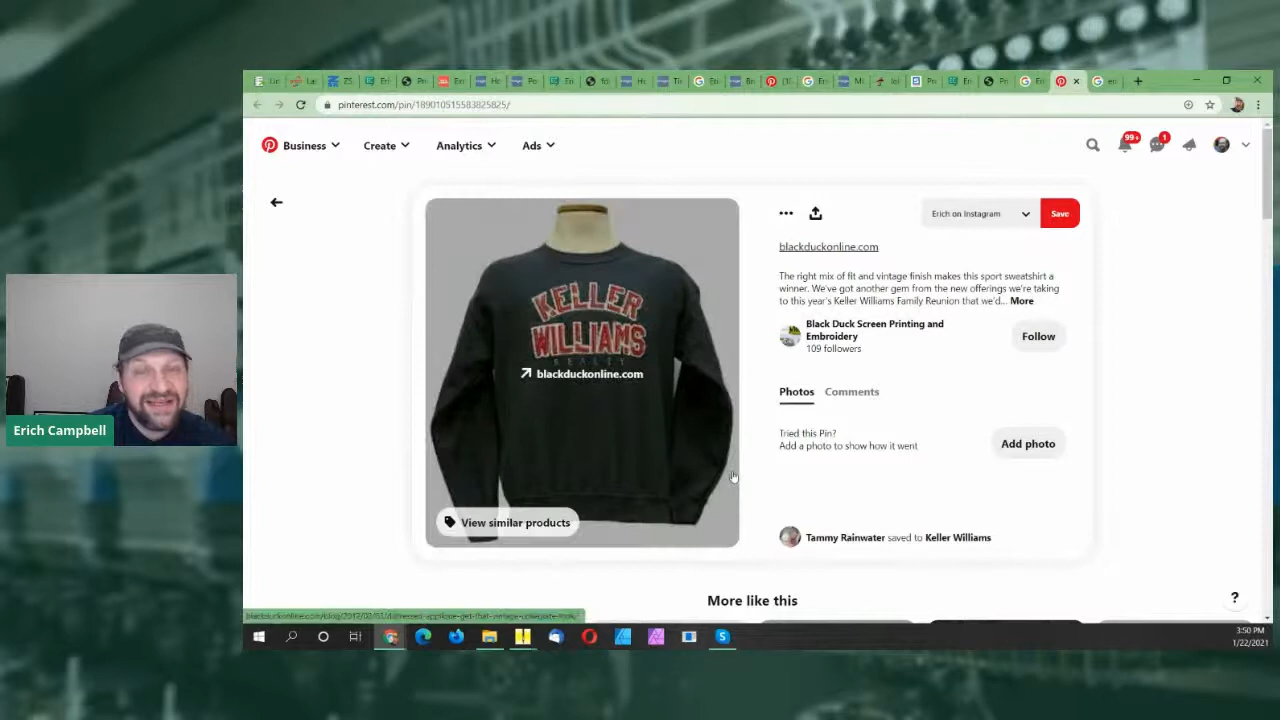 pinterest.com/pin/189010515583825825/
Business
Create
Analytics
Ads
99+
1
Erich on Instagram
Save
blackduckonline.com
The right mix of fit and vintage finish makes this sport sweatshirt a
winner. We've got another gem from the new offerings we're taking
to this year's Keller Williams Family Reunion that we'd... More
Black Duck Screen Printing and
Embroidery
109 followers
Follow
Photos
Comments
Tried this Pin?
Add a photo to show how it went
Add photo
Tammy Rainwater saved to Keller Williams
KELLER
WILLIAMS
REALTY
blackduckonline.com
View similar products
More like this
?
Erich Campbell
3:50 PM
1/22/2021